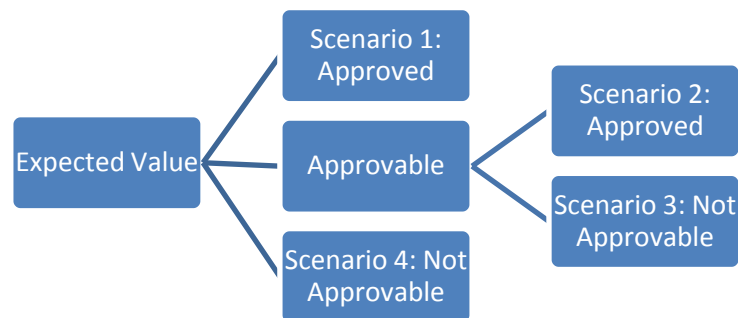 Scenario 1:
Approved
Scenario 2:
Approved
Expected Value
Approvable
Scenario 3: Not
Approvable
Scenario 4: Not
Approvable